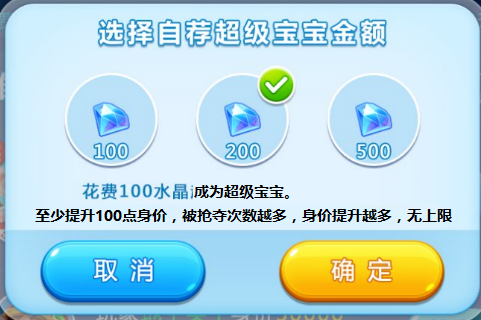 选择自荐超级宝宝金额
100 200 500
花费100水晶成为超级宝宝。
至少提升100点身价，被抢夺次数越多，身价提升越多，无上限
取消 确定